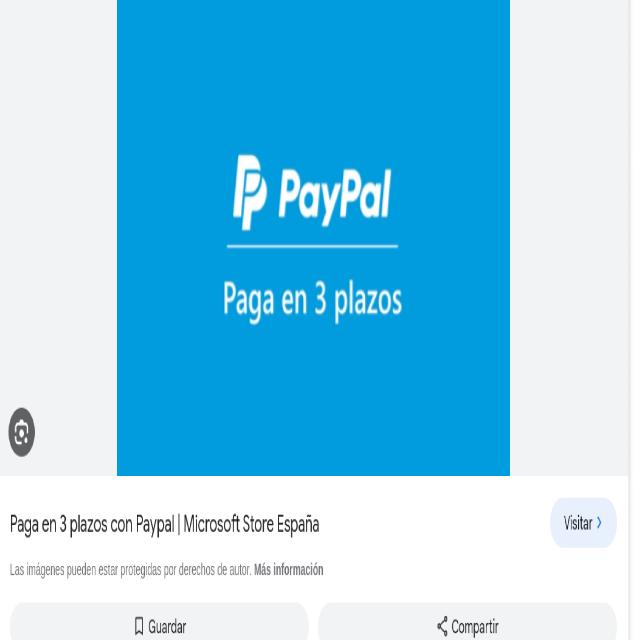 PayPal
Paga en 3 plazos
Paga en 3 plazos con Paypal | Microsoft Store España
Visitar
Las imágenes pueden estar protegidas por derechos de autor. Más información
Guardar
Compartir